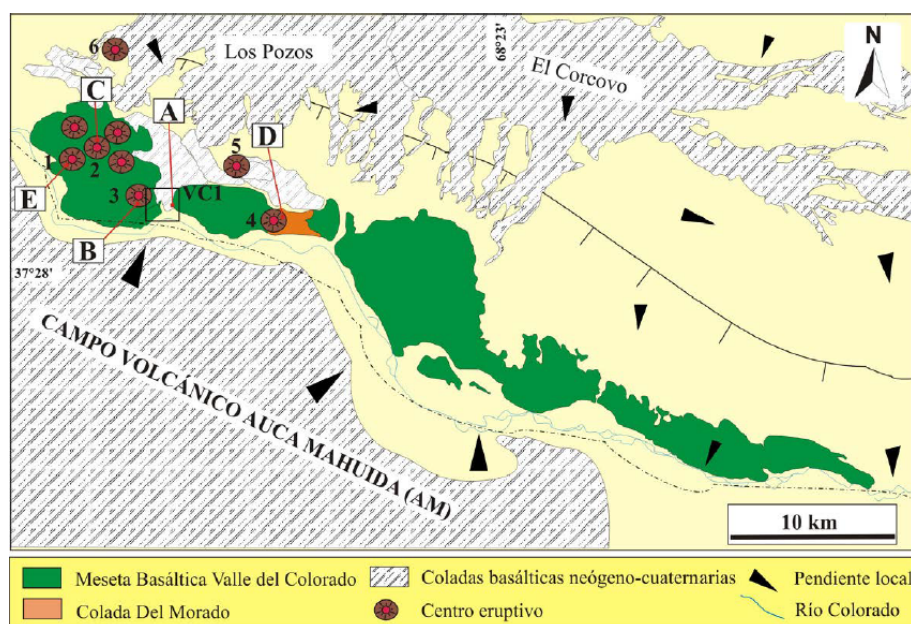 6
Los Pozos
68°23'
El Corcovo
N
C
A
D
1
2
5
E
3
VC1
4
B
37°28'
CAMPO VOLCÁNICO AUCA MAHUIDA (AM)
10 km
Meseta Basáltica Valle del Colorado
Coladas basálticas neógeno-cuaternarias
Pendiente local
Colada Del Morado
Centro eruptivo
Río Colorado